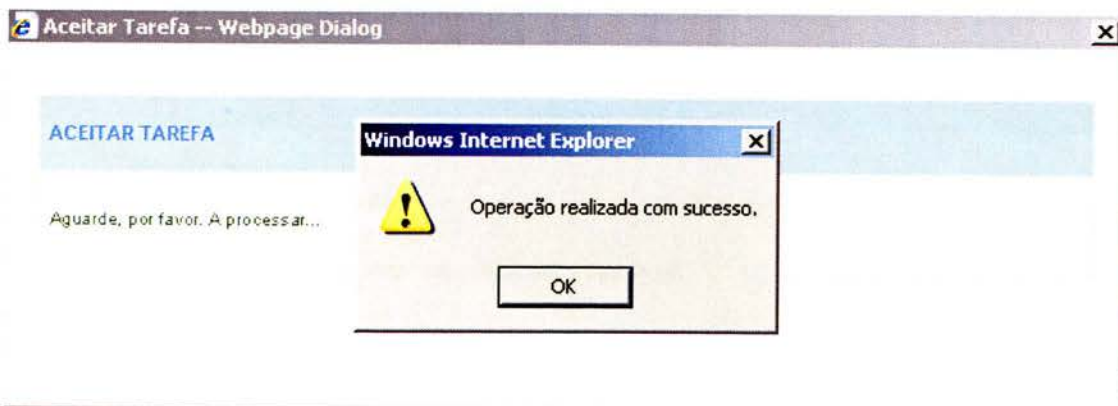 Aceitar Tarefa -- Webpage Dialog
ACEITAR TAREFA
Aguarde, por favor. A processar...
Windows Internet Explorer
Operação realizada com sucesso.
OK